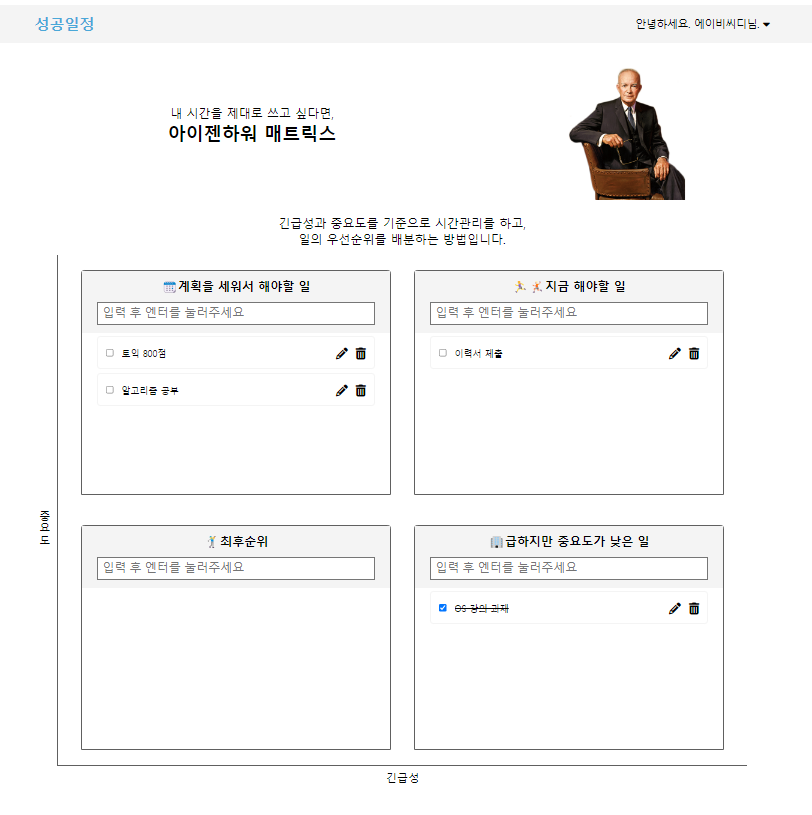 성공일정
안녕하세요. 에이비씨디님.
내 시간을 제대로 쓰고 싶다면,
아이젠하워 매트릭스
긴급성과 중요도를 기준으로 시간관리를 하고,
일의 우선순위를 배분하는 방법입니다.
계획을 세워서 해야할 일
입력 후 엔터를 눌러주세요
토익 800점
알고리즘 공부
지금 해야할 일
입력 후 엔터를 눌러주세요
이력서 제출
중요도
최후순위
입력 후 엔터를 눌러주세요
급하지만 중요도가 낮은 일
입력 후 엔터를 눌러주세요
OS 강의 과제
긴급성